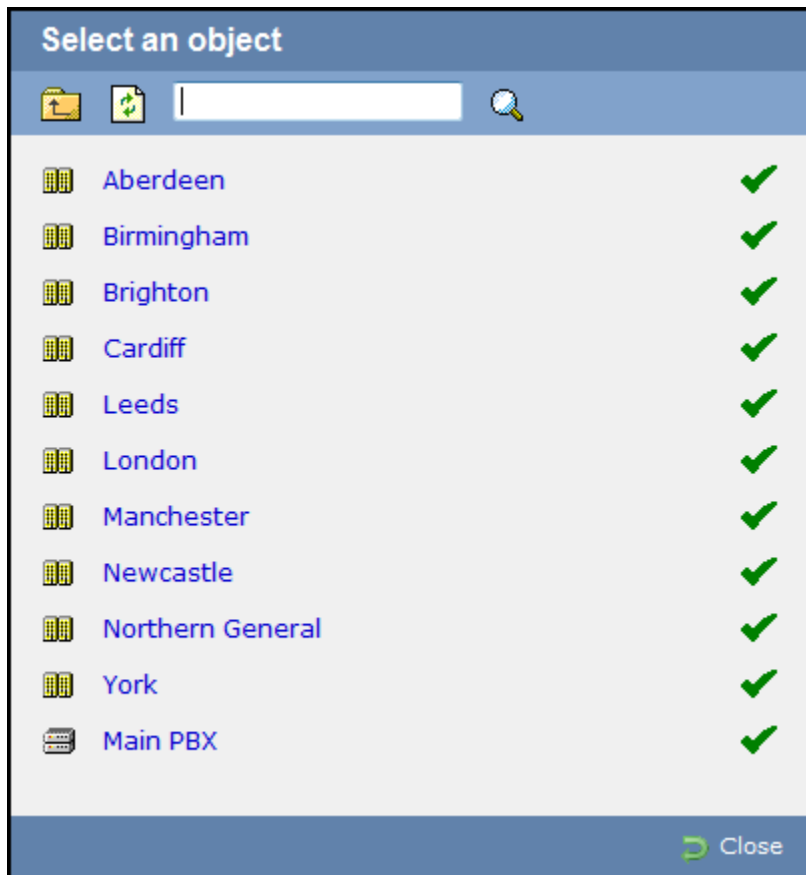 Select an object
Aberdeen
Birmingham
Brighton
Cardiff
Leeds
London
Manchester
Newcastle
Northern General
York
Main PBX
Close